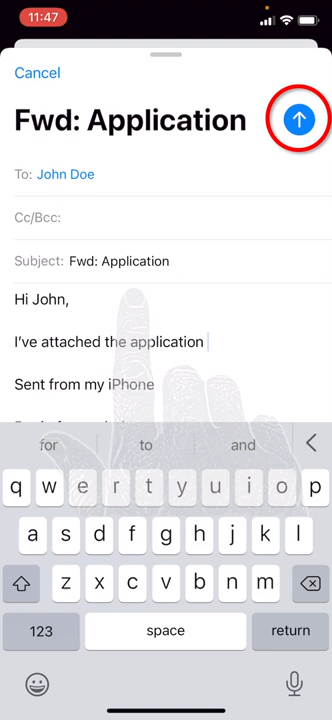 11:47
Cancel
Fwd: Application
To: John Doe
Cc/Bcc:
Subject: Fwd: Application
Hi John,
I've attached the application
Sent from my iPhone
for to and
q w e r t y u i o p
a s d f g h j k l
z x c v b n m
123 space return